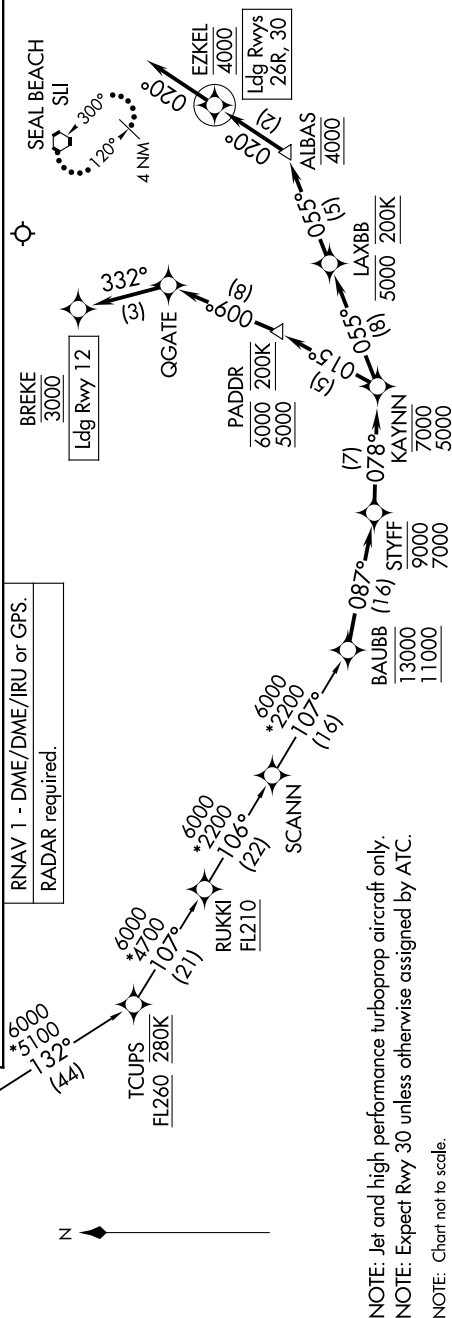 RNAV 1 - DME/DME/IRU or GPS.
RADAR required.
6000
*5100
132°
(44)
N
TCUPS
FL260 280K
6000
*4700
107°
(21)
RUKKI
FL210
6000
*2200
106°
(22)
SCANN
6000
*2200
107°
(16)
BAUBB
13000
11000
087°
(16)
STYFF
9000
7000
(7)
078°
KAYNN
7000
5000
015°
(5)
PADDR
6000 200K
5000
009°
(8)
QGATE
332°
(3)
BREKE
3000
Ldg Rwy 12
055°
(8)
LAXBB
5000 200K
055°
(5)
ALBAS
4000
020°
(2)
EZKEL
4000
Ldg Rwys
26R, 30
020°
SEAL BEACH
SLI
300°
120°
4 NM
NOTE: Jet and high performance turboprop aircraft only.
NOTE: Expect Rwy 30 unless otherwise assigned by ATC.
NOTE: Chart not to scale.